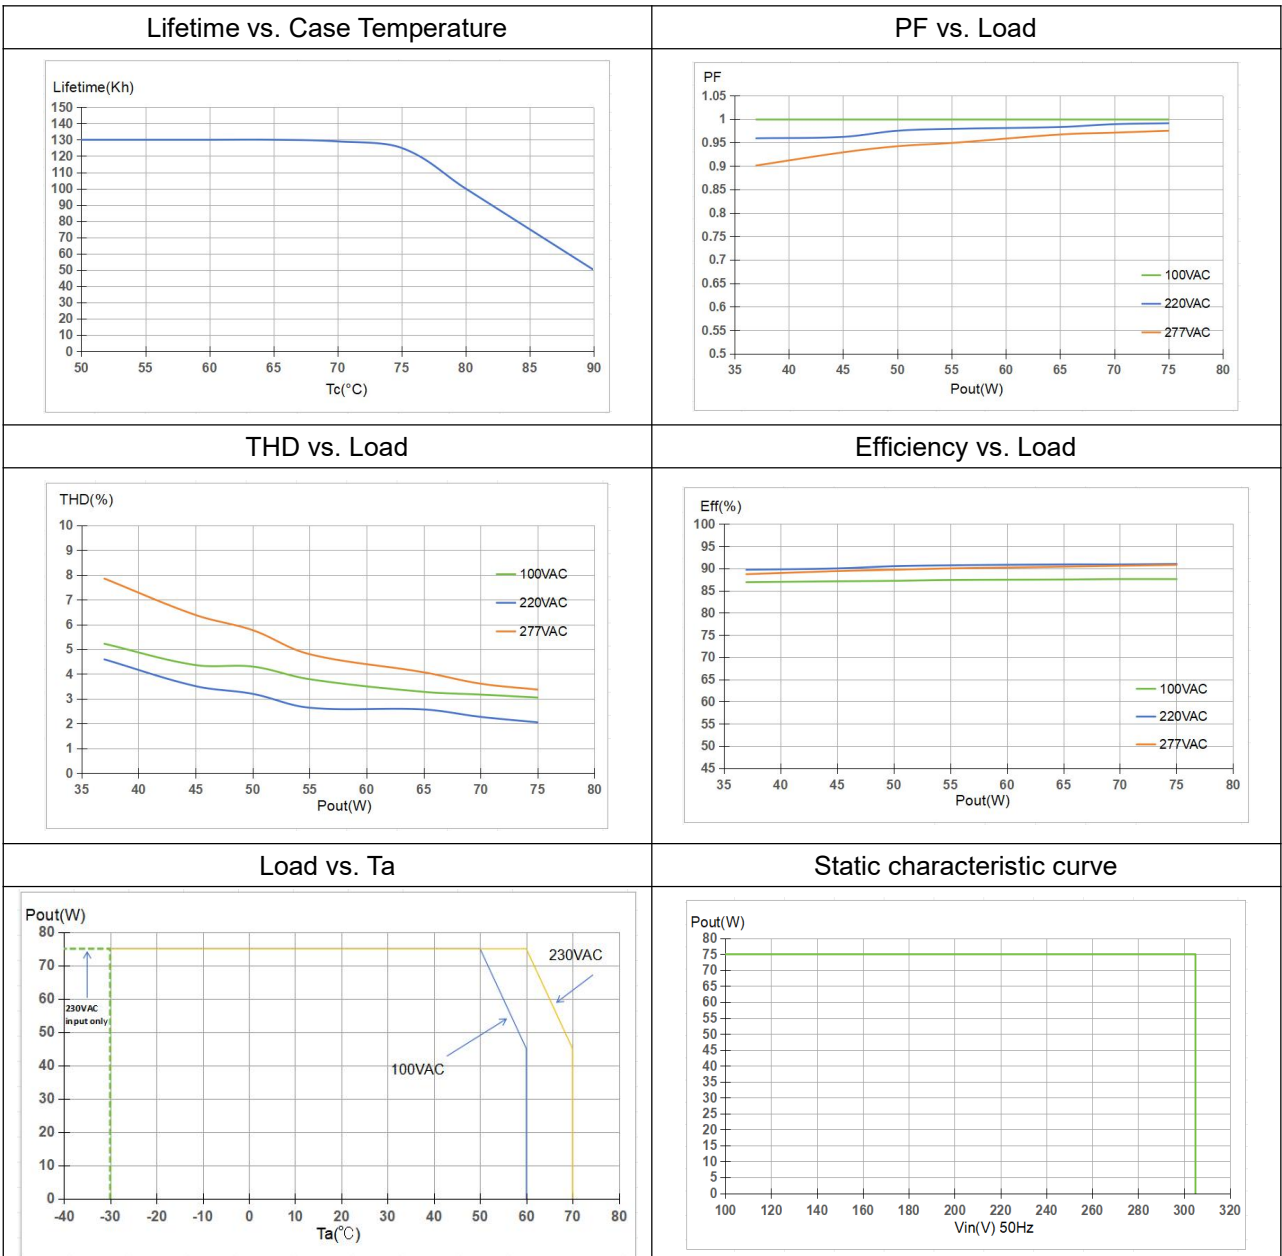 Lifetime vs. Case Temperature
PF vs. Load
Lifetime(Kh)
150
140
130
120
110
100
90
80
70
60
50
40
30
20
10
0
50 55 60 65 70 75 80 85 90
Tc(°C)
PF
1.05
1
0.95
0.9
0.85
0.8
0.75
0.7
0.65
0.6
0.55
0.5
100VAC
220VAC
277VAC
35 40 45 50 55 60 65 70 75 80
Pout(W)
THD vs. Load
Efficiency vs. Load
THD(%)
10
9
8
7
6
5
4
3
2
1
0
100VAC
220VAC
277VAC
35 40 45 50 55 60 65 70 75 80
Pout(W)
Eff(%)
100
95
90
85
80
75
70
65
60
55
50
45
100VAC
220VAC
277VAC
35 40 45 50 55 60 65 70 75 80
Pout(W)
Load vs. Ta
Static characteristic curve
Pout(W)
80
70
60
50
40
30
20
10
0
230VAC
input only
230VAC
100VAC
-40 -30 -20 -10 0 10 20 30 40 50 60 70 80
Ta(℃)
Pout(W)
80
75
70
65
60
55
50
45
40
35
30
25
20
15
10
5
0
100 120 140 160 180 200 220 240 260 280 300 320
Vin(V) 50Hz